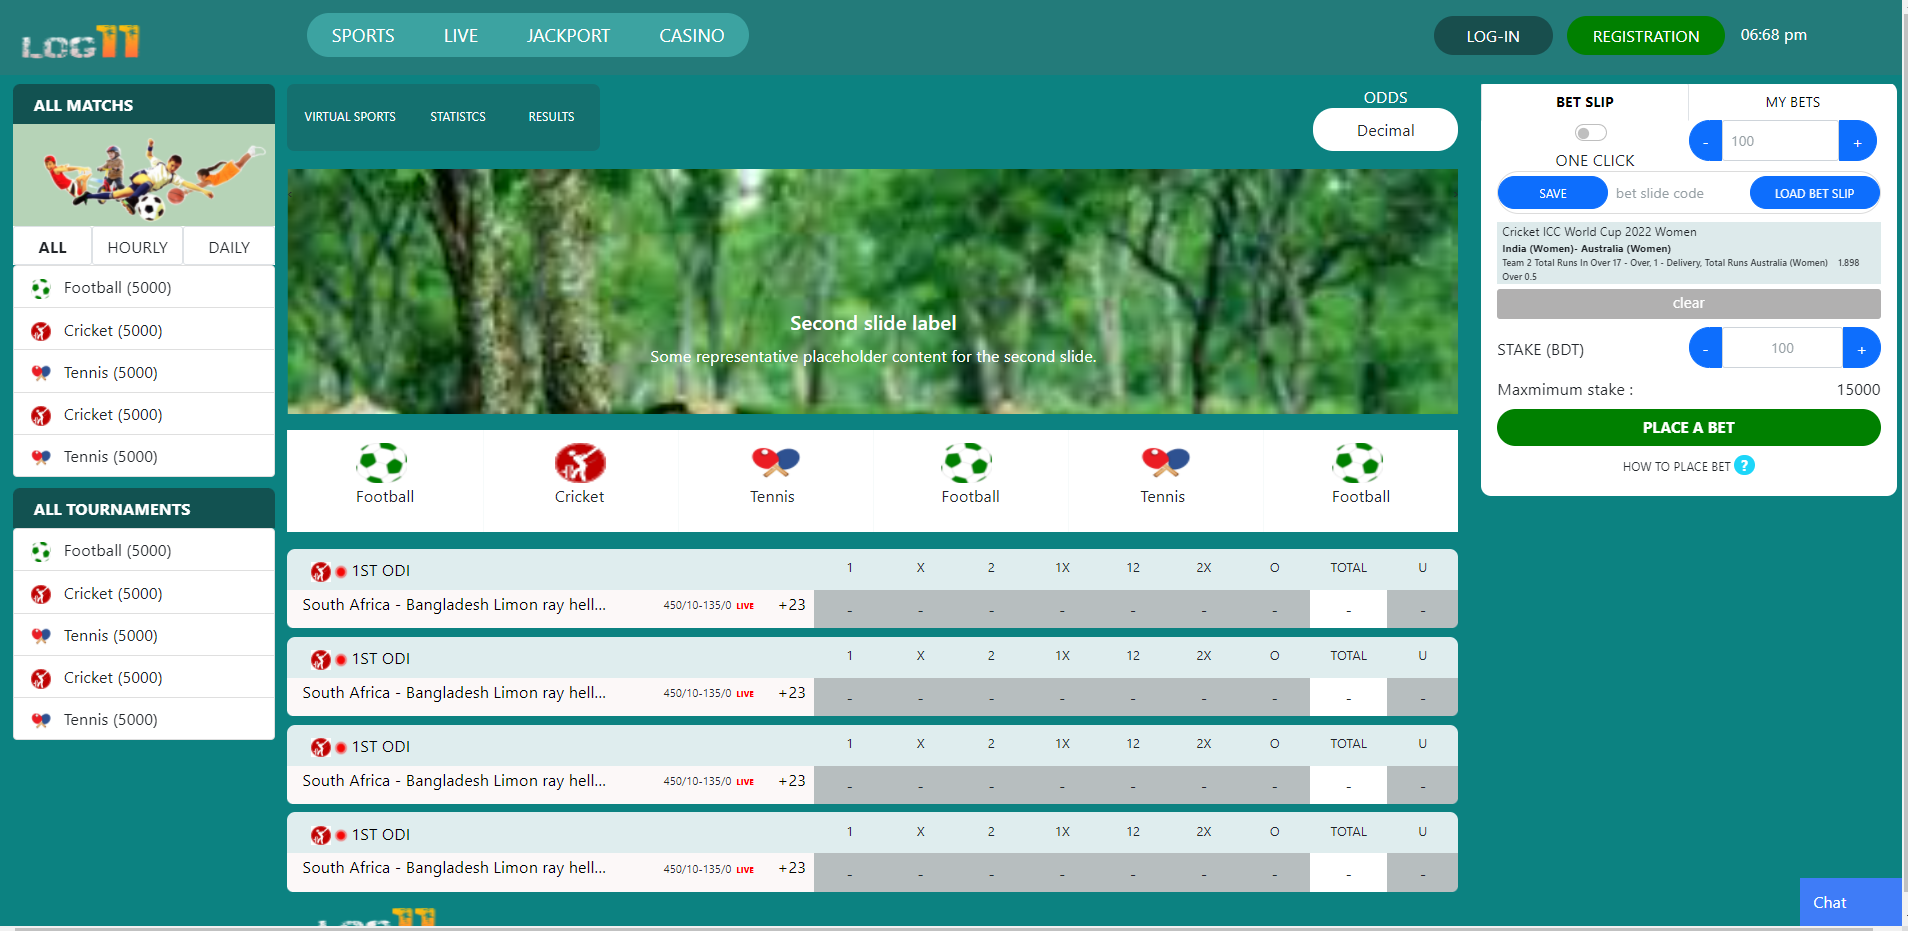 LOG11
SPORTS LIVE JACKPORT CASINO
LOG-IN REGISTRATION 06:68 pm
ALL MATCHS
ALL HOURLY DAILY
Football (5000)
Cricket (5000)
Tennis (5000)
Cricket (5000)
Tennis (5000)
ALL TOURNAMENTS
Football (5000)
Cricket (5000)
Tennis (5000)
Cricket (5000)
Tennis (5000)
VIRTUAL SPORTS STATISTCS RESULTS
ODDS
Decimal
Second slide label
Some representative placeholder content for the second slide.
Football Cricket Tennis Football Tennis Football
1ST ODI 1 X 2 1X 12 2X O TOTAL U
South Africa - Bangladesh Limon ray hell... 450/10-135/0 LIVE +23 - - - - - - - - -
1ST ODI 1 X 2 1X 12 2X O TOTAL U
South Africa - Bangladesh Limon ray hell... 450/10-135/0 LIVE +23 - - - - - - - - -
1ST ODI 1 X 2 1X 12 2X O TOTAL U
South Africa - Bangladesh Limon ray hell... 450/10-135/0 LIVE +23 - - - - - - - - -
1ST ODI 1 X 2 1X 12 2X O TOTAL U
South Africa - Bangladesh Limon ray hell... 450/10-135/0 LIVE +23 - - - - - - - - -
LOG11
BET SLIP MY BETS
ONE CLICK - 100 +
SAVE bet slide code LOAD BET SLIP
Cricket ICC World Cup 2022 Women
India (Women)- Australia (Women)
Team 2 Total Runs In Over 17 - Over, 1 - Delivery, Total Runs Australia (Women) 1.898
Over 0.5
clear
STAKE (BDT) - 100 +
Maxmimum stake : 15000
PLACE A BET
HOW TO PLACE BET ?
Chat